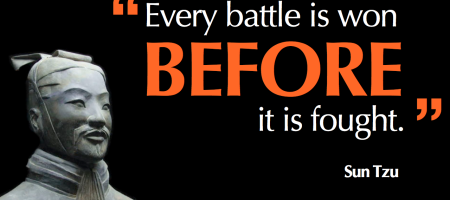 “Every battle is won
BEFORE
it is fought.”
Sun Tzu